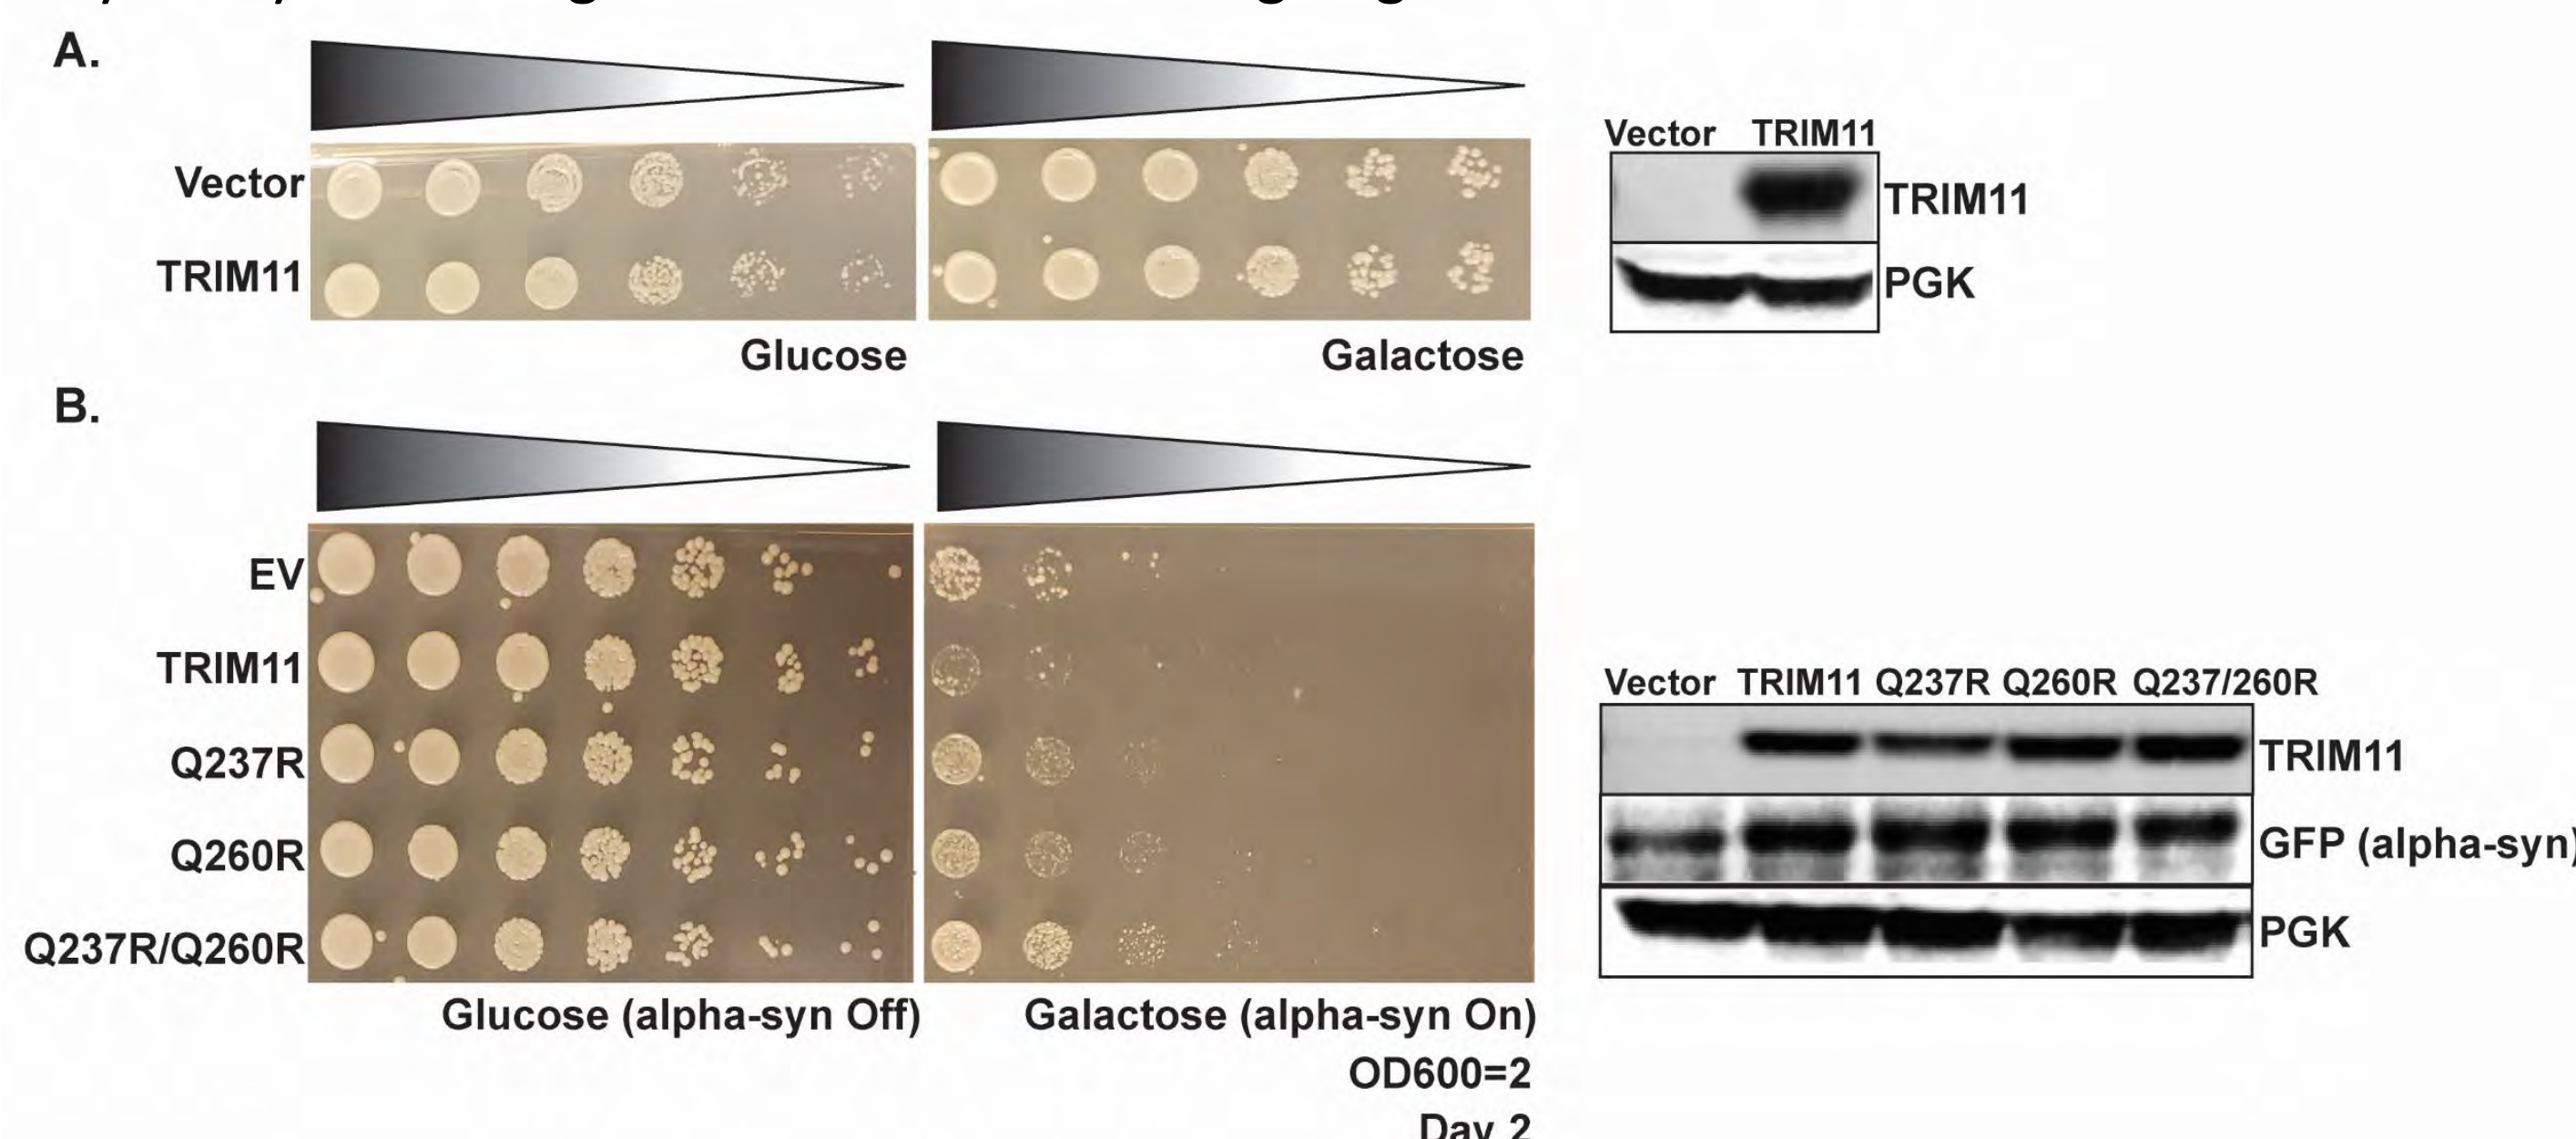 A.
Vector
TRIM11
Glucose
Galactose
Vector TRIM11
TRIM11
PGK
B.
EV
TRIM11
Q237R
Q260R
Q237R/Q260R
Glucose (alpha-syn Off)
Galactose (alpha-syn On)
OD600=2
Day 2
Vector TRIM11 Q237R Q260R Q237/260R
TRIM11
GFP (alpha-syn)
PGK